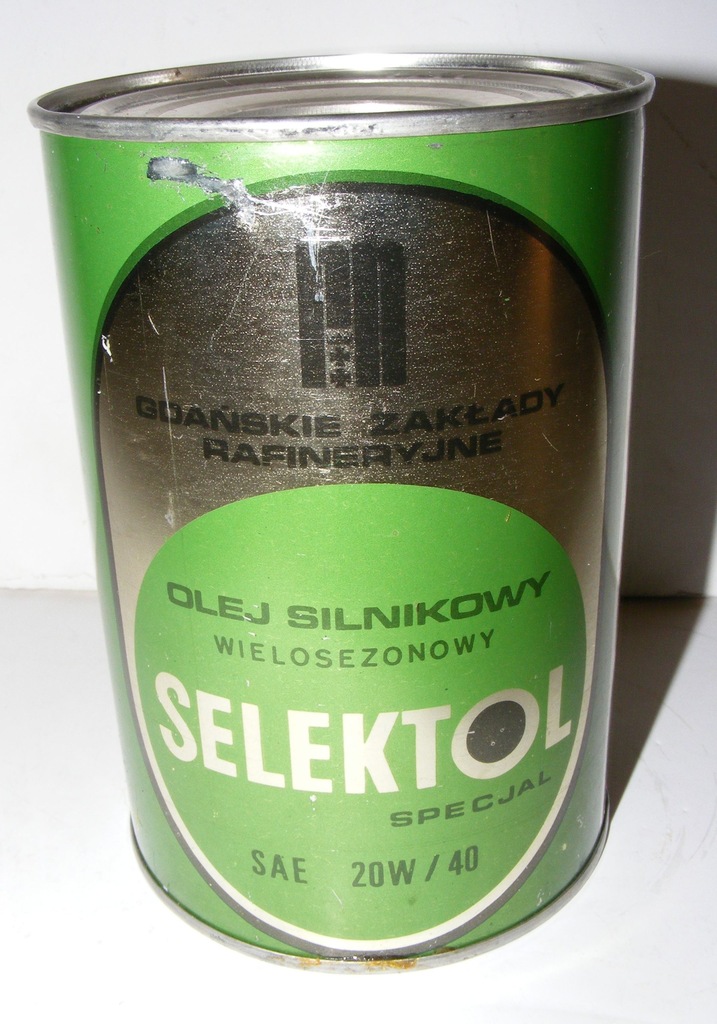 GDAŃSKIE ZAKŁADY
RAFINERYJNE
OLEJ SILNIKOWY
WIELOSEZONOWY
SELEKTOL
SPECJAL
SAE 20W/40